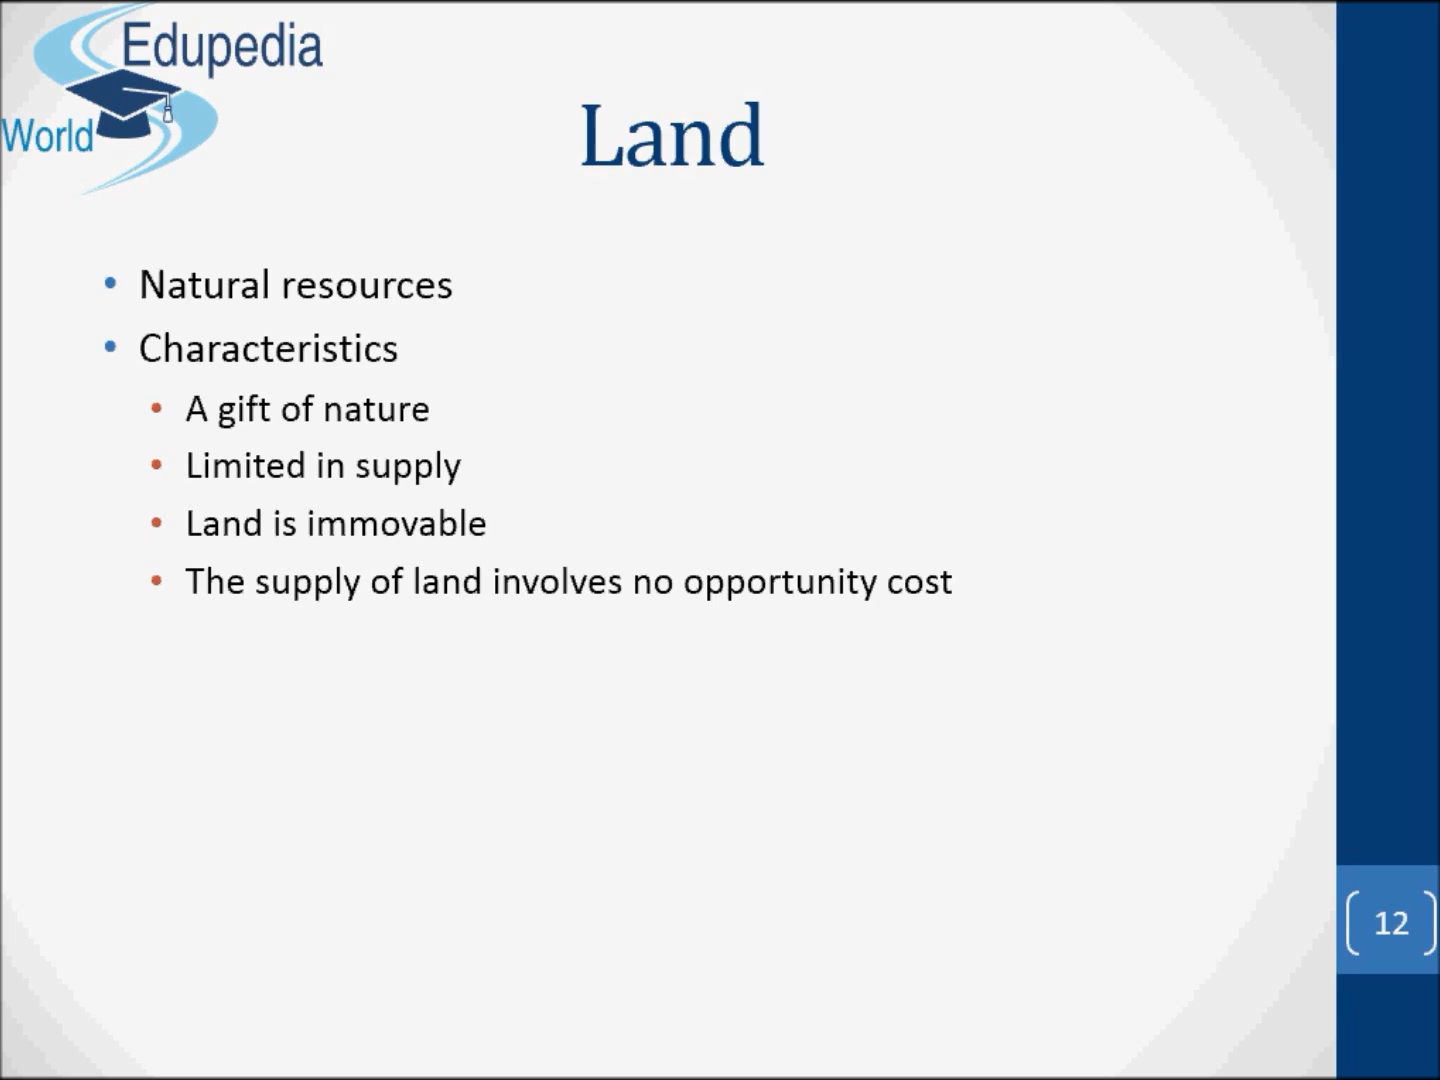 Edupedia
World
Land
• Natural resources
• Characteristics
• A gift of nature
• Limited in supply
• Land is immovable
• The supply of land involves no opportunity cost
12